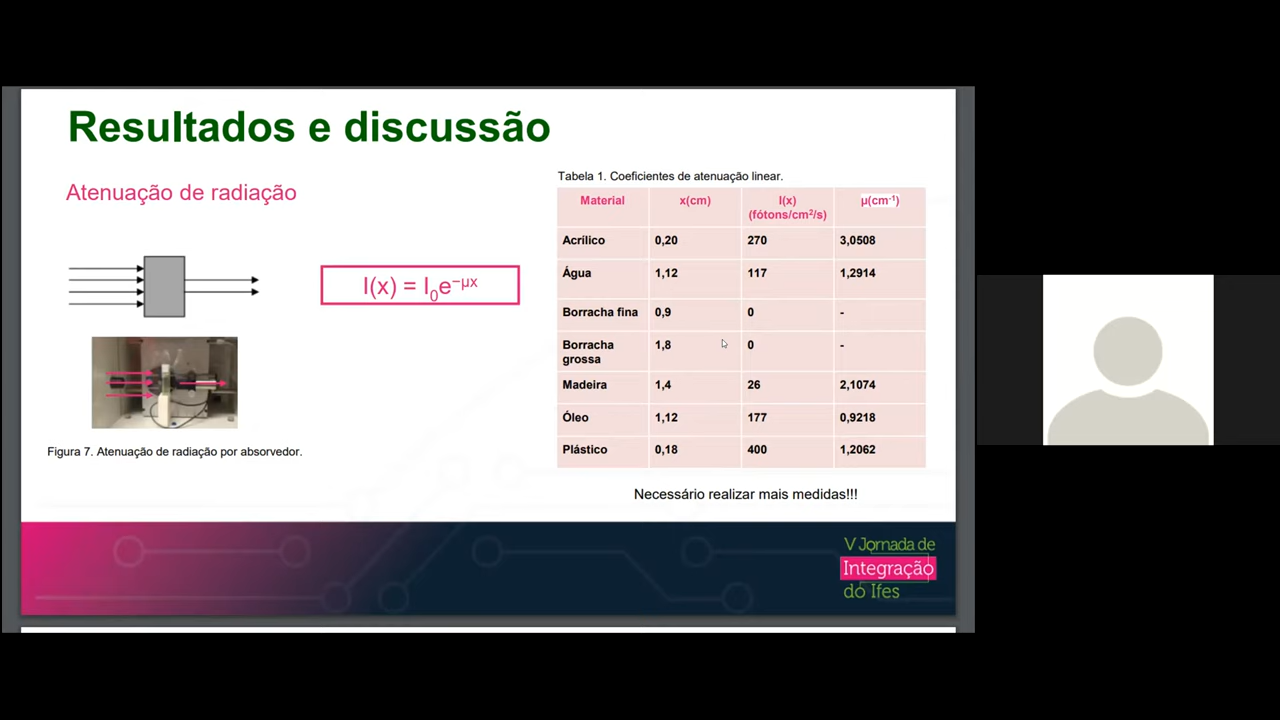 Resultados e discussão
Atenuação de radiação
I(x) = I₀e⁻ᵘˣ
Figura 7. Atenuação de radiação por absorvedor.
Tabela 1. Coeficientes de atenuação linear.
Material x(cm) I(x) (fótons/cm²/s) μ(cm⁻¹)
Acrílico 0,20 270 3,0508
Água 1,12 117 1,2914
Borracha fina 0,9 0 -
Borracha grossa 1,8 0 -
Madeira 1,4 26 2,1074
Óleo 1,12 177 0,9218
Plástico 0,18 400 1,2062
Necessário realizar mais medidas!!!
V Jornada de
Integração
do Ifes